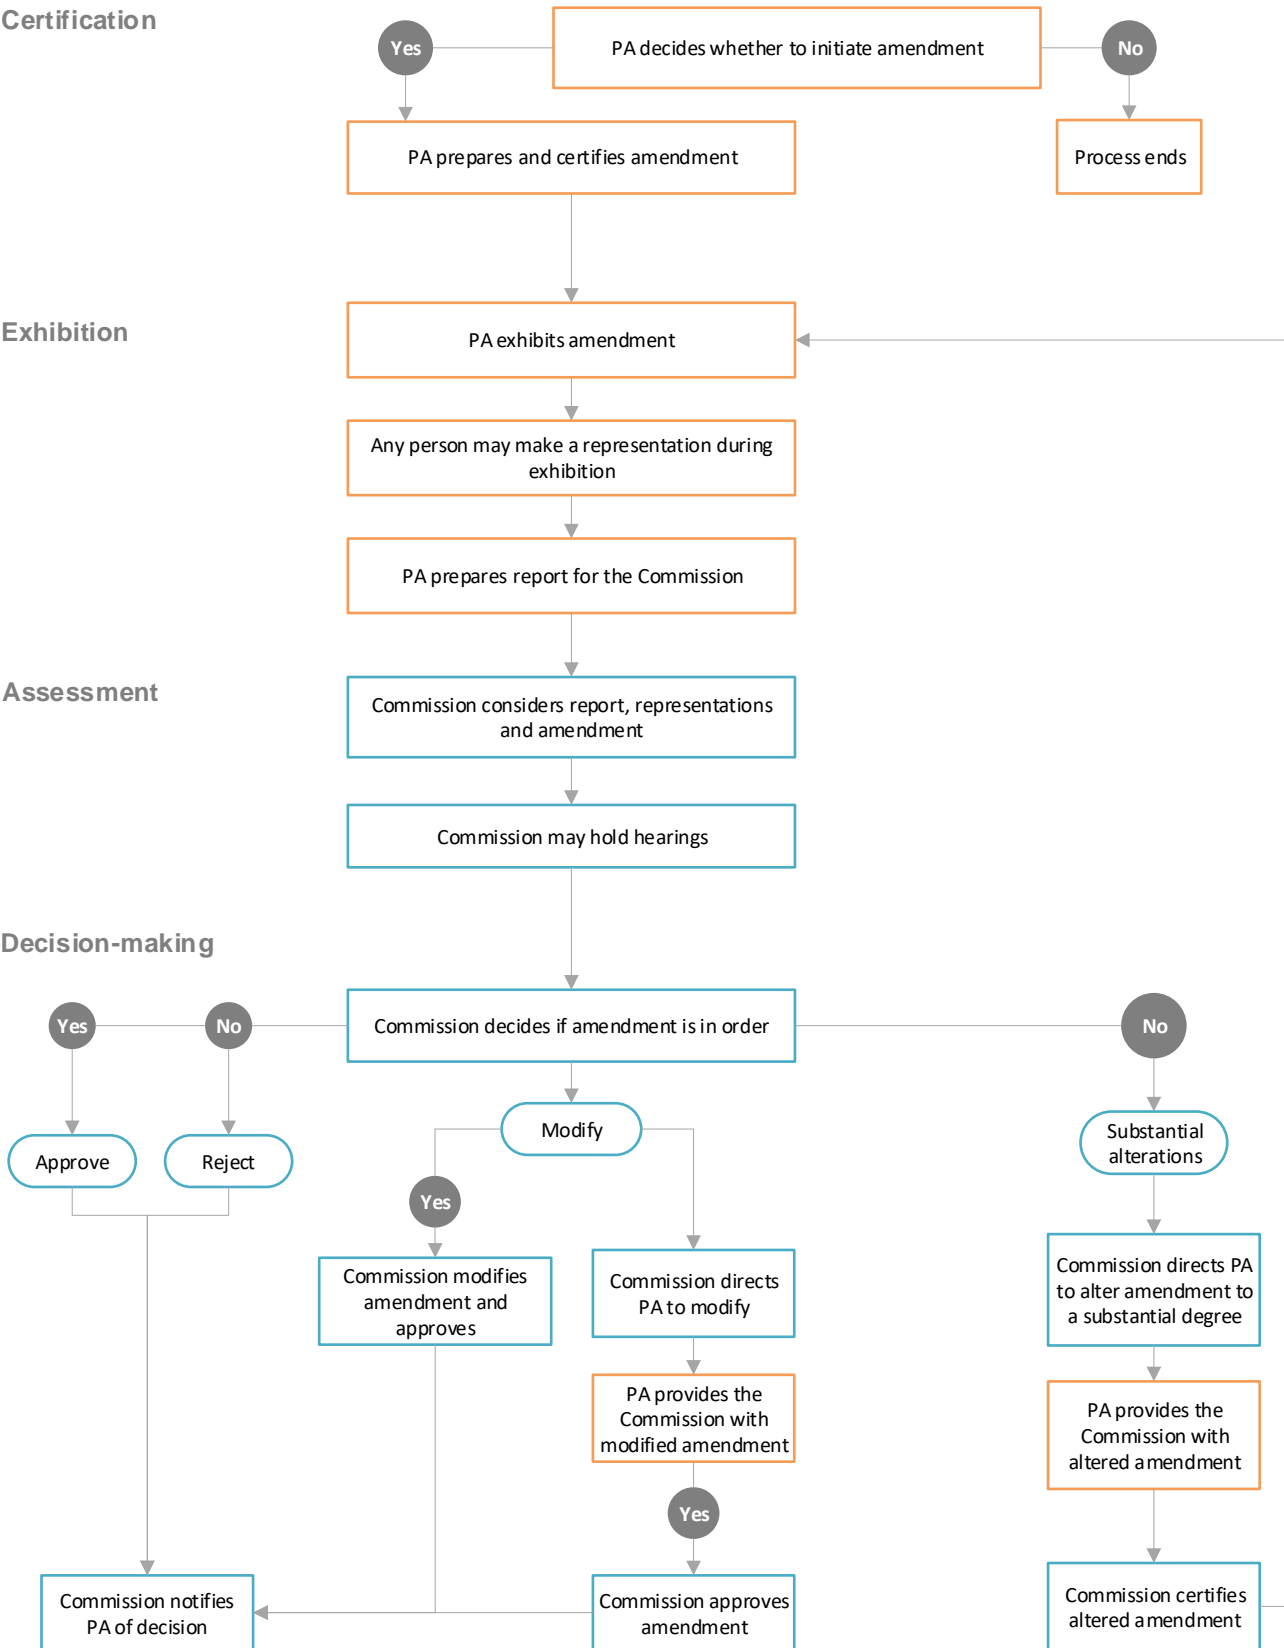 Certification
Yes
PA decides whether to initiate amendment
No
PA prepares and certifies amendment
Process ends
Exhibition
PA exhibits amendment
Any person may make a representation during
exhibition
PA prepares report for the Commission
Assessment
Commission considers report, representations
and amendment
Commission may hold hearings
Decision-making
Yes
No
Commission decides if amendment is in order
No
Approve
Reject
Modify
Substantial
alterations
Yes
Commission modifies
amendment and
approves
Commission directs
PA to modify
Commission directs PA
to alter amendment to
a substantial degree
PA provides the
Commission with
modified amendment
PA provides the
Commission with
altered amendment
Yes
Commission notifies
PA of decision
Commission approves
amendment
Commission certifies
altered amendment